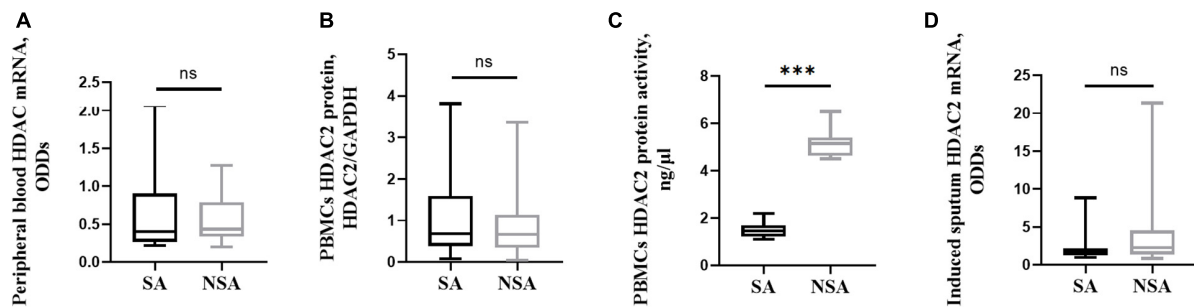 A
Peripheral blood HDAC mRNA,
ODDs
2.5
2.0
1.5
1.0
0.5
0.0
ns
SA NSA
B
PBMCs HDAC2 protein,
HDAC2/GAPDH
5
4
3
2
1
0
ns
SA NSA
C
PBMCs HDAC2 protein activity,
ng/µl
8
6
4
2
0
***
SA NSA
D
Induced sputum HDAC2 mRNA,
ODDs
25
20
15
10
5
0
ns
SA NSA